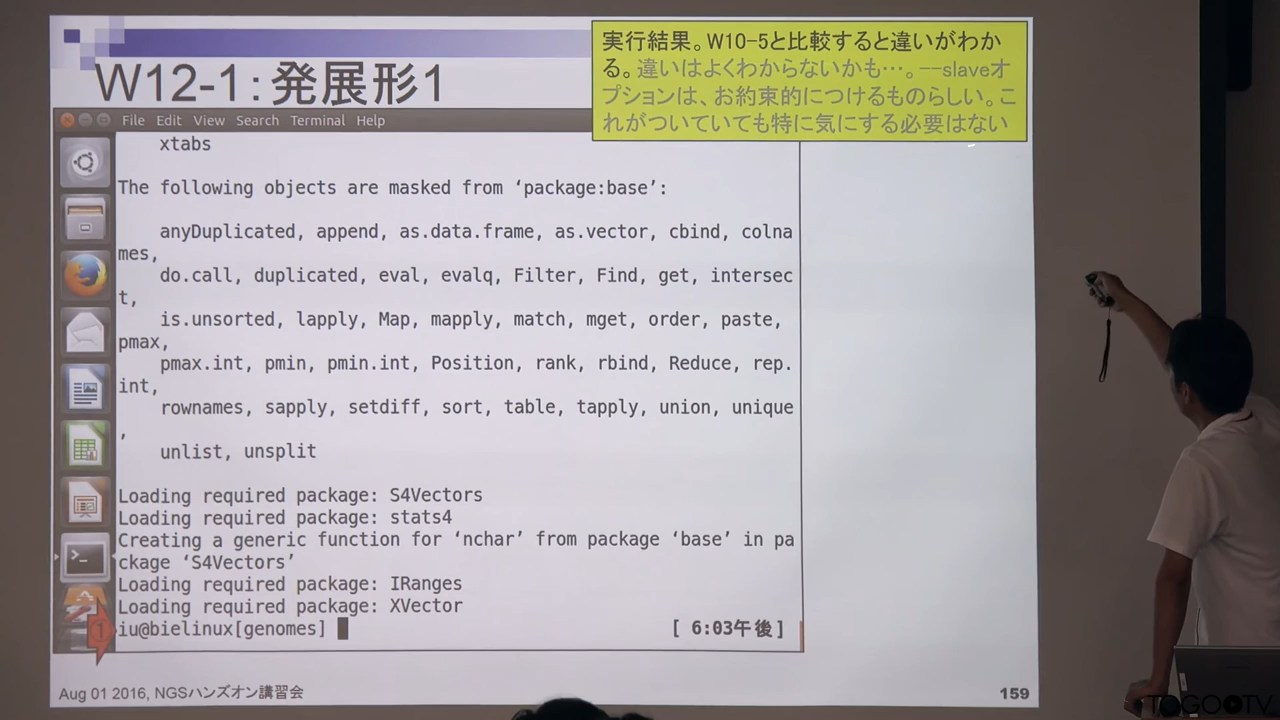 W12-1：発展形1
実行結果。W10-5と比較すると違いがわか
る。違いはよくわからないかも…。--slaveオ
プションは、お約束的につけるものらしい。こ
れがついていても特に気にする必要はない
File Edit View Search Terminal Help
xtabs
The following objects are masked from ‘package:base’:
anyDuplicated, append, as.data.frame, as.vector, cbind, colna
mes,
do.call, duplicated, eval, evalq, Filter, Find, get, intersec
t,
is.unsorted, lapply, Map, mapply, match, mget, order, paste,
pmax,
pmax.int, pmin, pmin.int, Position, rank, rbind, Reduce, rep.
int,
rownames, sapply, setdiff, sort, table, tapply, union, unique
,
unlist, unsplit
Loading required package: S4Vectors
Loading required package: stats4
Creating a generic function for ‘nchar’ from package ‘base’ in pa
ckage ‘S4Vectors’
Loading required package: IRanges
Loading required package: XVector
①
iu@bielinux[genomes] [ 6:03午後]
Aug 01 2016, NGSハンズオン講習会
159
TOGOTV